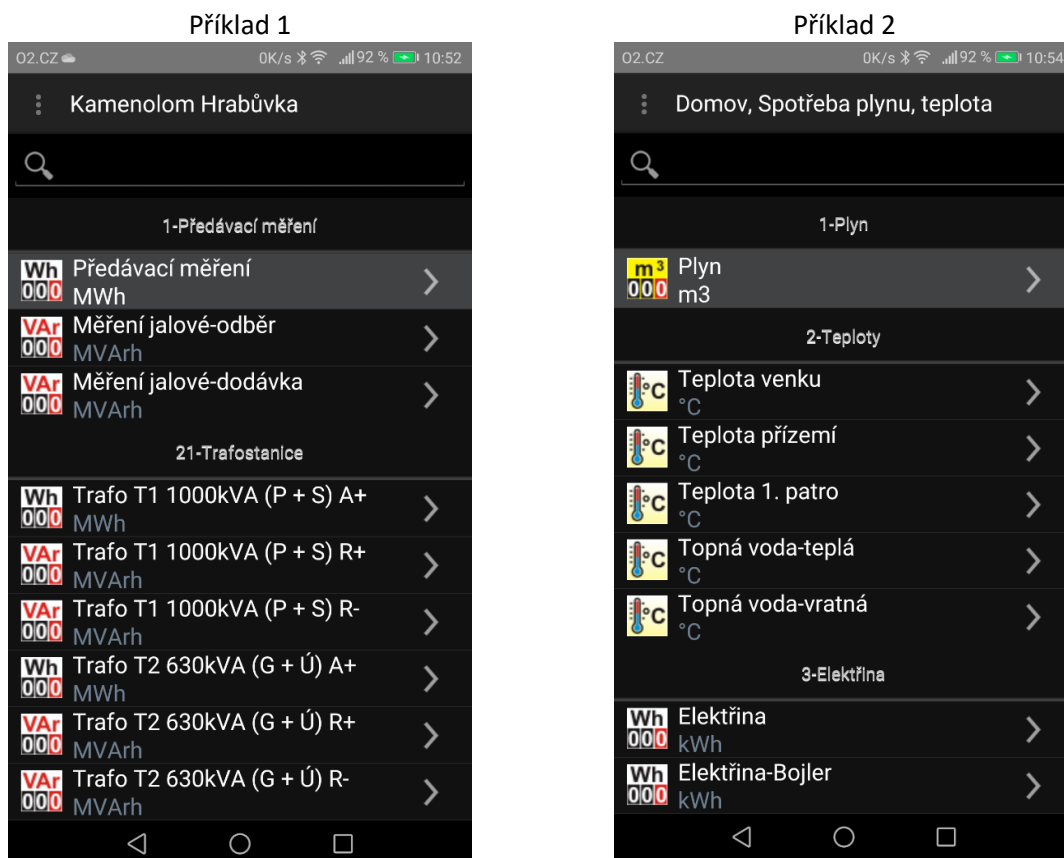 Příklad 1
O2.CZ 0K/s 92 % 10:52
Kamenolom Hrabůvka
1-Předávací měření
Wh 000 Předávací měření
MWh
VAr 000 Měření jalové-odběr
MVArh
VAr 000 Měření jalové-dodávka
MVArh
21-Trafostanice
Wh 000 Trafo T1 1000kVA (P + S) A+
MWh
VAr 000 Trafo T1 1000kVA (P + S) R+
MVArh
VAr 000 Trafo T1 1000kVA (P + S) R-
MVArh
Wh 000 Trafo T2 630kVA (G + Ú) A+
MWh
VAr 000 Trafo T2 630kVA (G + Ú) R+
MVArh
VAr 000 Trafo T2 630kVA (G + Ú) R-
MVArh
Příklad 2
O2.CZ 0K/s 92 % 10:54
Domov, Spotřeba plynu, teplota
1-Plyn
m³ 000 Plyn
m3
2-Teploty
°C Teplota venku
°C
°C Teplota přízemí
°C
°C Teplota 1. patro
°C
°C Topná voda-teplá
°C
°C Topná voda-vratná
°C
3-Elektřina
Wh 000 Elektřina
kWh
Wh 000 Elektřina-Bojler
kWh